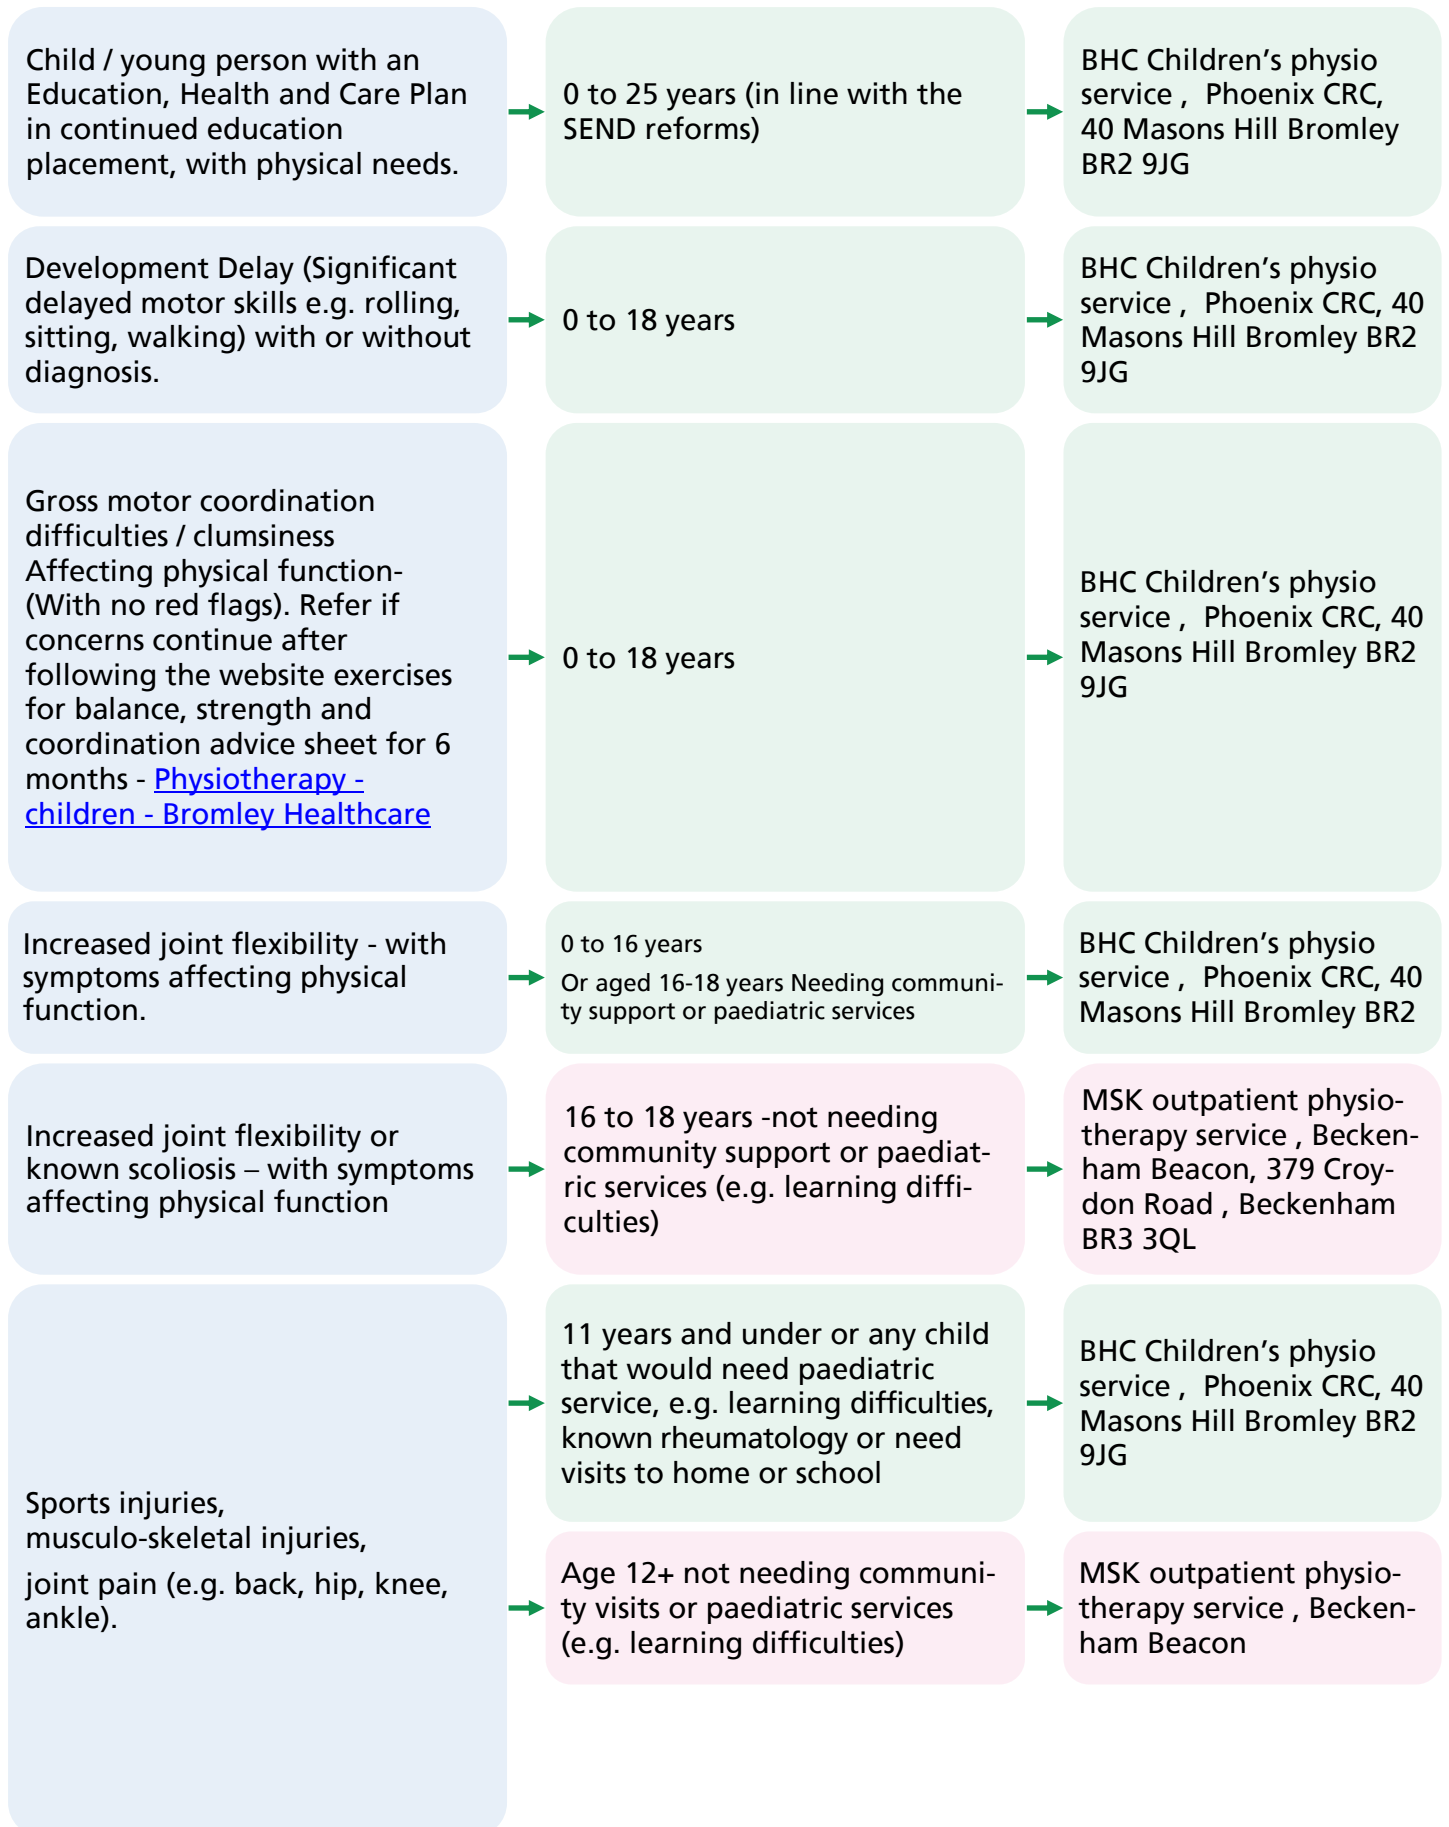 Child / young person with an
Education, Health and Care Plan
in continued education
placement, with physical needs.
0 to 25 years (in line with the
SEND reforms)
BHC Children's physio
service ,  Phoenix CRC,
40 Masons Hill Bromley
BR2 9JG
Development Delay (Significant
delayed motor skills e.g. rolling,
sitting, walking) with or without
diagnosis.
0 to 18 years
BHC Children's physio
service ,  Phoenix CRC, 40
Masons Hill Bromley BR2
9JG
Gross motor coordination
difficulties / clumsiness
Affecting physical function-
(With no red flags). Refer if
concerns continue after
following the website exercises
for balance, strength and
coordination advice sheet for 6
months - Physiotherapy -
children - Bromley Healthcare
0 to 18 years
BHC Children's physio
service ,  Phoenix CRC, 40
Masons Hill Bromley BR2
9JG
Increased joint flexibility - with
symptoms affecting physical
function.
0 to 16 years
Or aged 16-18 years Needing communi-
ty support or paediatric services
BHC Children's physio
service ,  Phoenix CRC, 40
Masons Hill Bromley BR2
Increased joint flexibility or
known scoliosis – with symptoms
affecting physical function
16 to 18 years -not needing
community support or paediat-
ric services (e.g. learning diffi-
culties)
MSK outpatient physio-
therapy service , Becken-
ham Beacon, 379 Croy-
don Road , Beckenham
BR3 3QL
Sports injuries,
musculo-skeletal injuries,
joint pain (e.g. back, hip, knee,
ankle).
11 years and under or any child
that would need paediatric
service, e.g. learning difficulties,
known rheumatology or need
visits to home or school
BHC Children's physio
service ,  Phoenix CRC, 40
Masons Hill Bromley BR2
9JG
Age 12+ not needing communi-
ty visits or paediatric services
(e.g. learning difficulties)
MSK outpatient physio-
therapy service , Becken-
ham Beacon